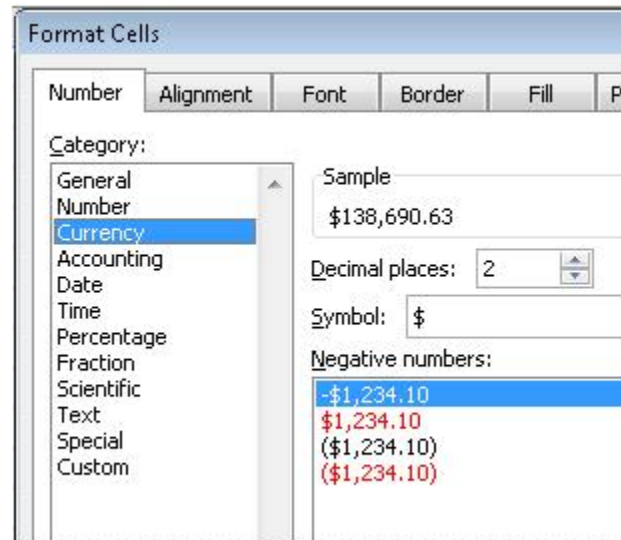 Format Cells
Number Alignment Font Border Fill P
Category:
General
Number
Currency
Accounting
Date
Time
Percentage
Fraction
Scientific
Text
Special
Custom
Sample
$138,690.63
Decimal places: 2
Symbol: $
Negative numbers:
-$1,234.10
$1,234.10
($1,234.10)
($1,234.10)